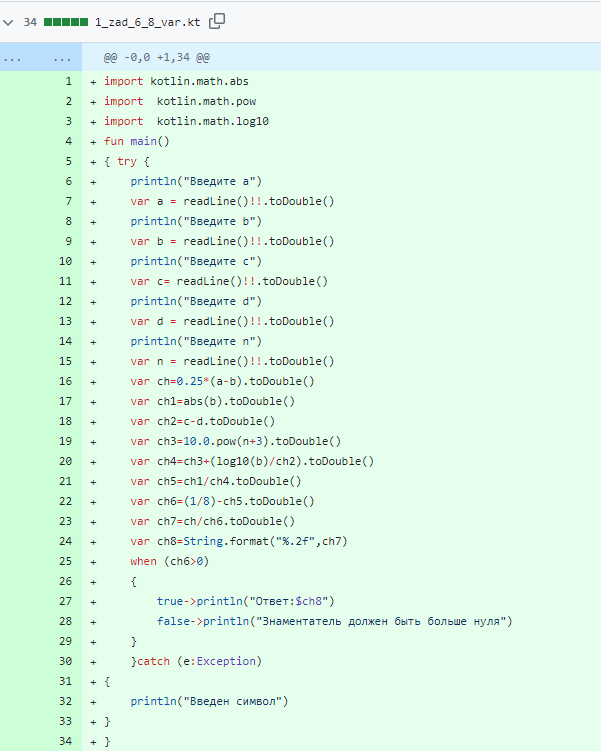 34 1_zad_6_8_var.kt
... ... @@ -0,0 +1,34 @@
1 + import kotlin.math.abs
2 + import  kotlin.math.pow
3 + import  kotlin.math.log10
4 + fun main()
5 + { try {
6 +     println("Введите a")
7 +     var a = readLine()!!.toDouble()
8 +     println("Введите b")
9 +     var b = readLine()!!.toDouble()
10 +     println("Введите c")
11 +     var c= readLine()!!.toDouble()
12 +     println("Введите d")
13 +     var d = readLine()!!.toDouble()
14 +     println("Введите n")
15 +     var n = readLine()!!.toDouble()
16 +     var ch=0.25*(a-b).toDouble()
17 +     var ch1=abs(b).toDouble()
18 +     var ch2=c-d.toDouble()
19 +     var ch3=10.0.pow(n+3).toDouble()
20 +     var ch4=ch3+(log10(b)/ch2).toDouble()
21 +     var ch5=ch1/ch4.toDouble()
22 +     var ch6=(1/8)-ch5.toDouble()
23 +     var ch7=ch/ch6.toDouble()
24 +     var ch8=String.format("%.2f",ch7)
25 +     when (ch6>0)
26 +     {
27 +         true->println("Ответ:$ch8")
28 +         false->println("Знаментатель должен быть больше нуля")
29 +     }
30 +     }catch (e:Exception)
31 + {
32 +     println("Введен символ")
33 + }
34 + }